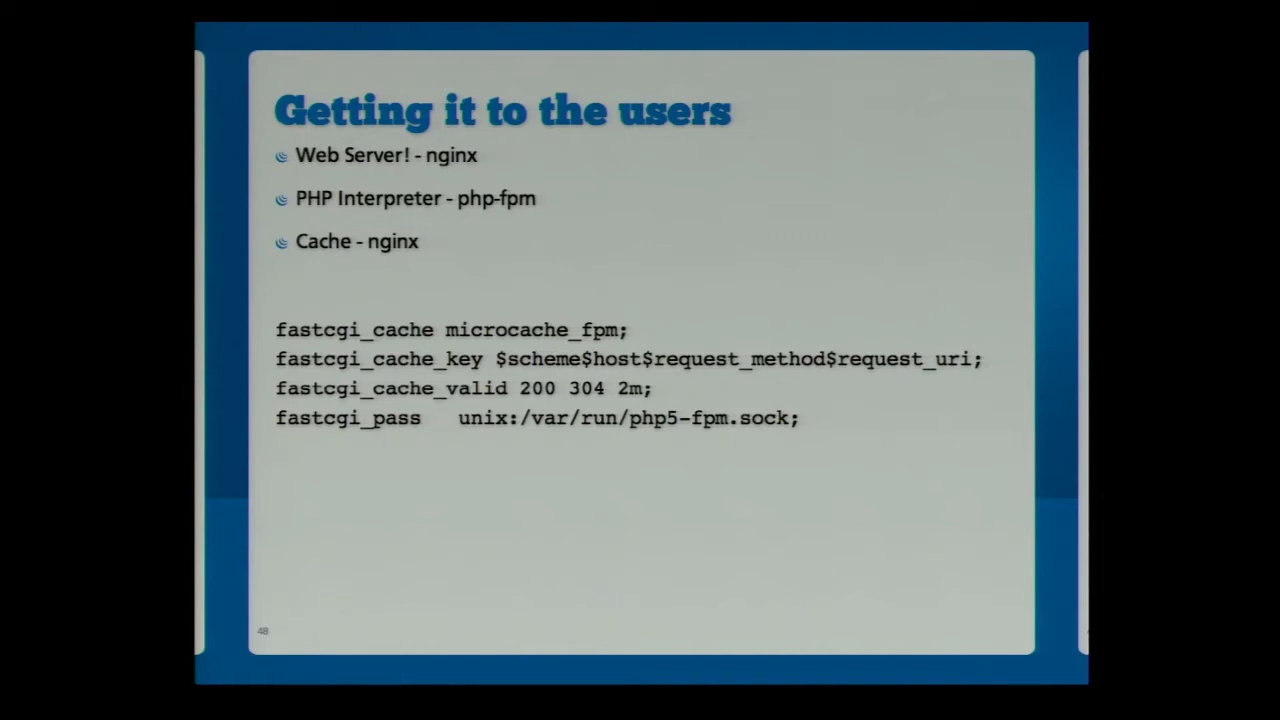 Getting it to the users
Web Server! - nginx
PHP Interpreter - php-fpm
Cache - nginx
fastcgi_cache microcache_fpm;
fastcgi_cache_key $scheme$host$request_method$request_uri;
fastcgi_cache_valid 200 304 2m;
fastcgi_pass   unix:/var/run/php5-fpm.sock;
48